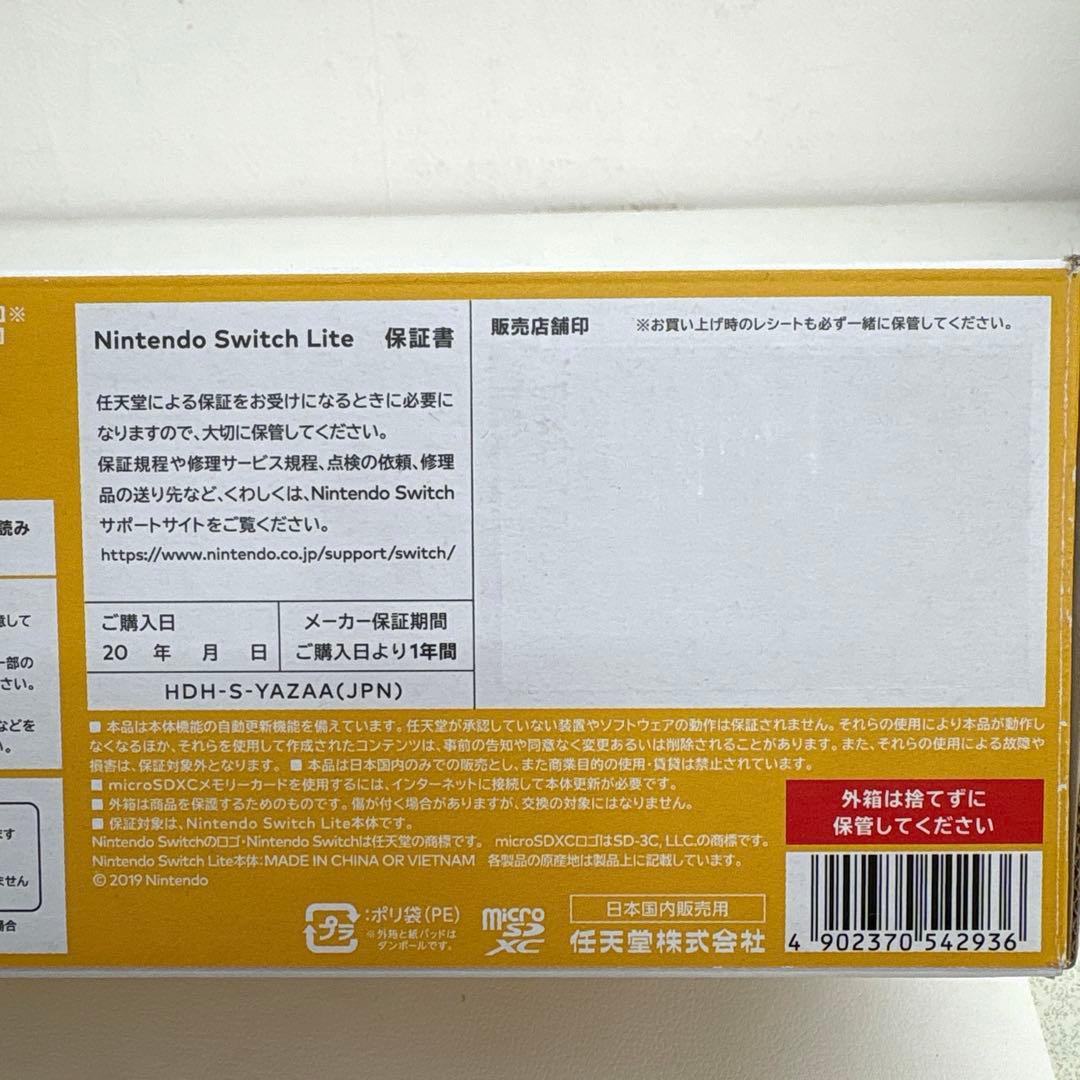 ※
読み
意して
一部の
さい。
などを
い。
ます
ません
場合
Nintendo Switch Lite 保証書
任天堂による保証をお受けになるときに必要に
なりますので、大切に保管してください。
保証規程や修理サービス規程、点検の依頼、修理
品の送り先など、くわしくは、Nintendo Switch
サポートサイトをご覧ください。
https://www.nintendo.co.jp/support/switch/
ご購入日
20 年 月 日
メーカー保証期間
ご購入日より1年間
HDH-S-YAZAA(JPN)
販売店舗印 ※お買い上げ時のレシートも必ず一緒に保管してください。
■ 本品は本体機能の自動更新機能を備えています。任天堂が承認していない装置やソフトウェアの動作は保証されません。それらの使用により本品が動作し
なくなるほか、それらを使用して作成されたコンテンツは、事前の告知や同意なく変更あるいは削除されることがあります。また、それらの使用による故障や
損害は、保証対象外となります。 ■ 本品は日本国内のみでの販売とし、また商業目的の使用・賃貸は禁止されています。
■ microSDXCメモリーカードを使用するには、インターネットに接続して本体更新が必要です。
■ 外箱は商品を保護するためのものです。傷が付く場合がありますが、交換の対象にはなりません。
■ 保証対象は、Nintendo Switch Lite本体です。
Nintendo Switchのロゴ・Nintendo Switchは任天堂の商標です。 microSDXCロゴはSD-3C, LLC.の商標です。
Nintendo Switch Lite本体:MADE IN CHINA OR VIETNAM 各製品の原産地は製品上に記載しています。
© 2019 Nintendo
プラ
:ポリ袋(PE)
※外箱と紙パッドは
ダンボールです。
micro
SD
XC
日本国内販売用
任天堂株式会社
外箱は捨てずに
保管してください
4 902370 542936